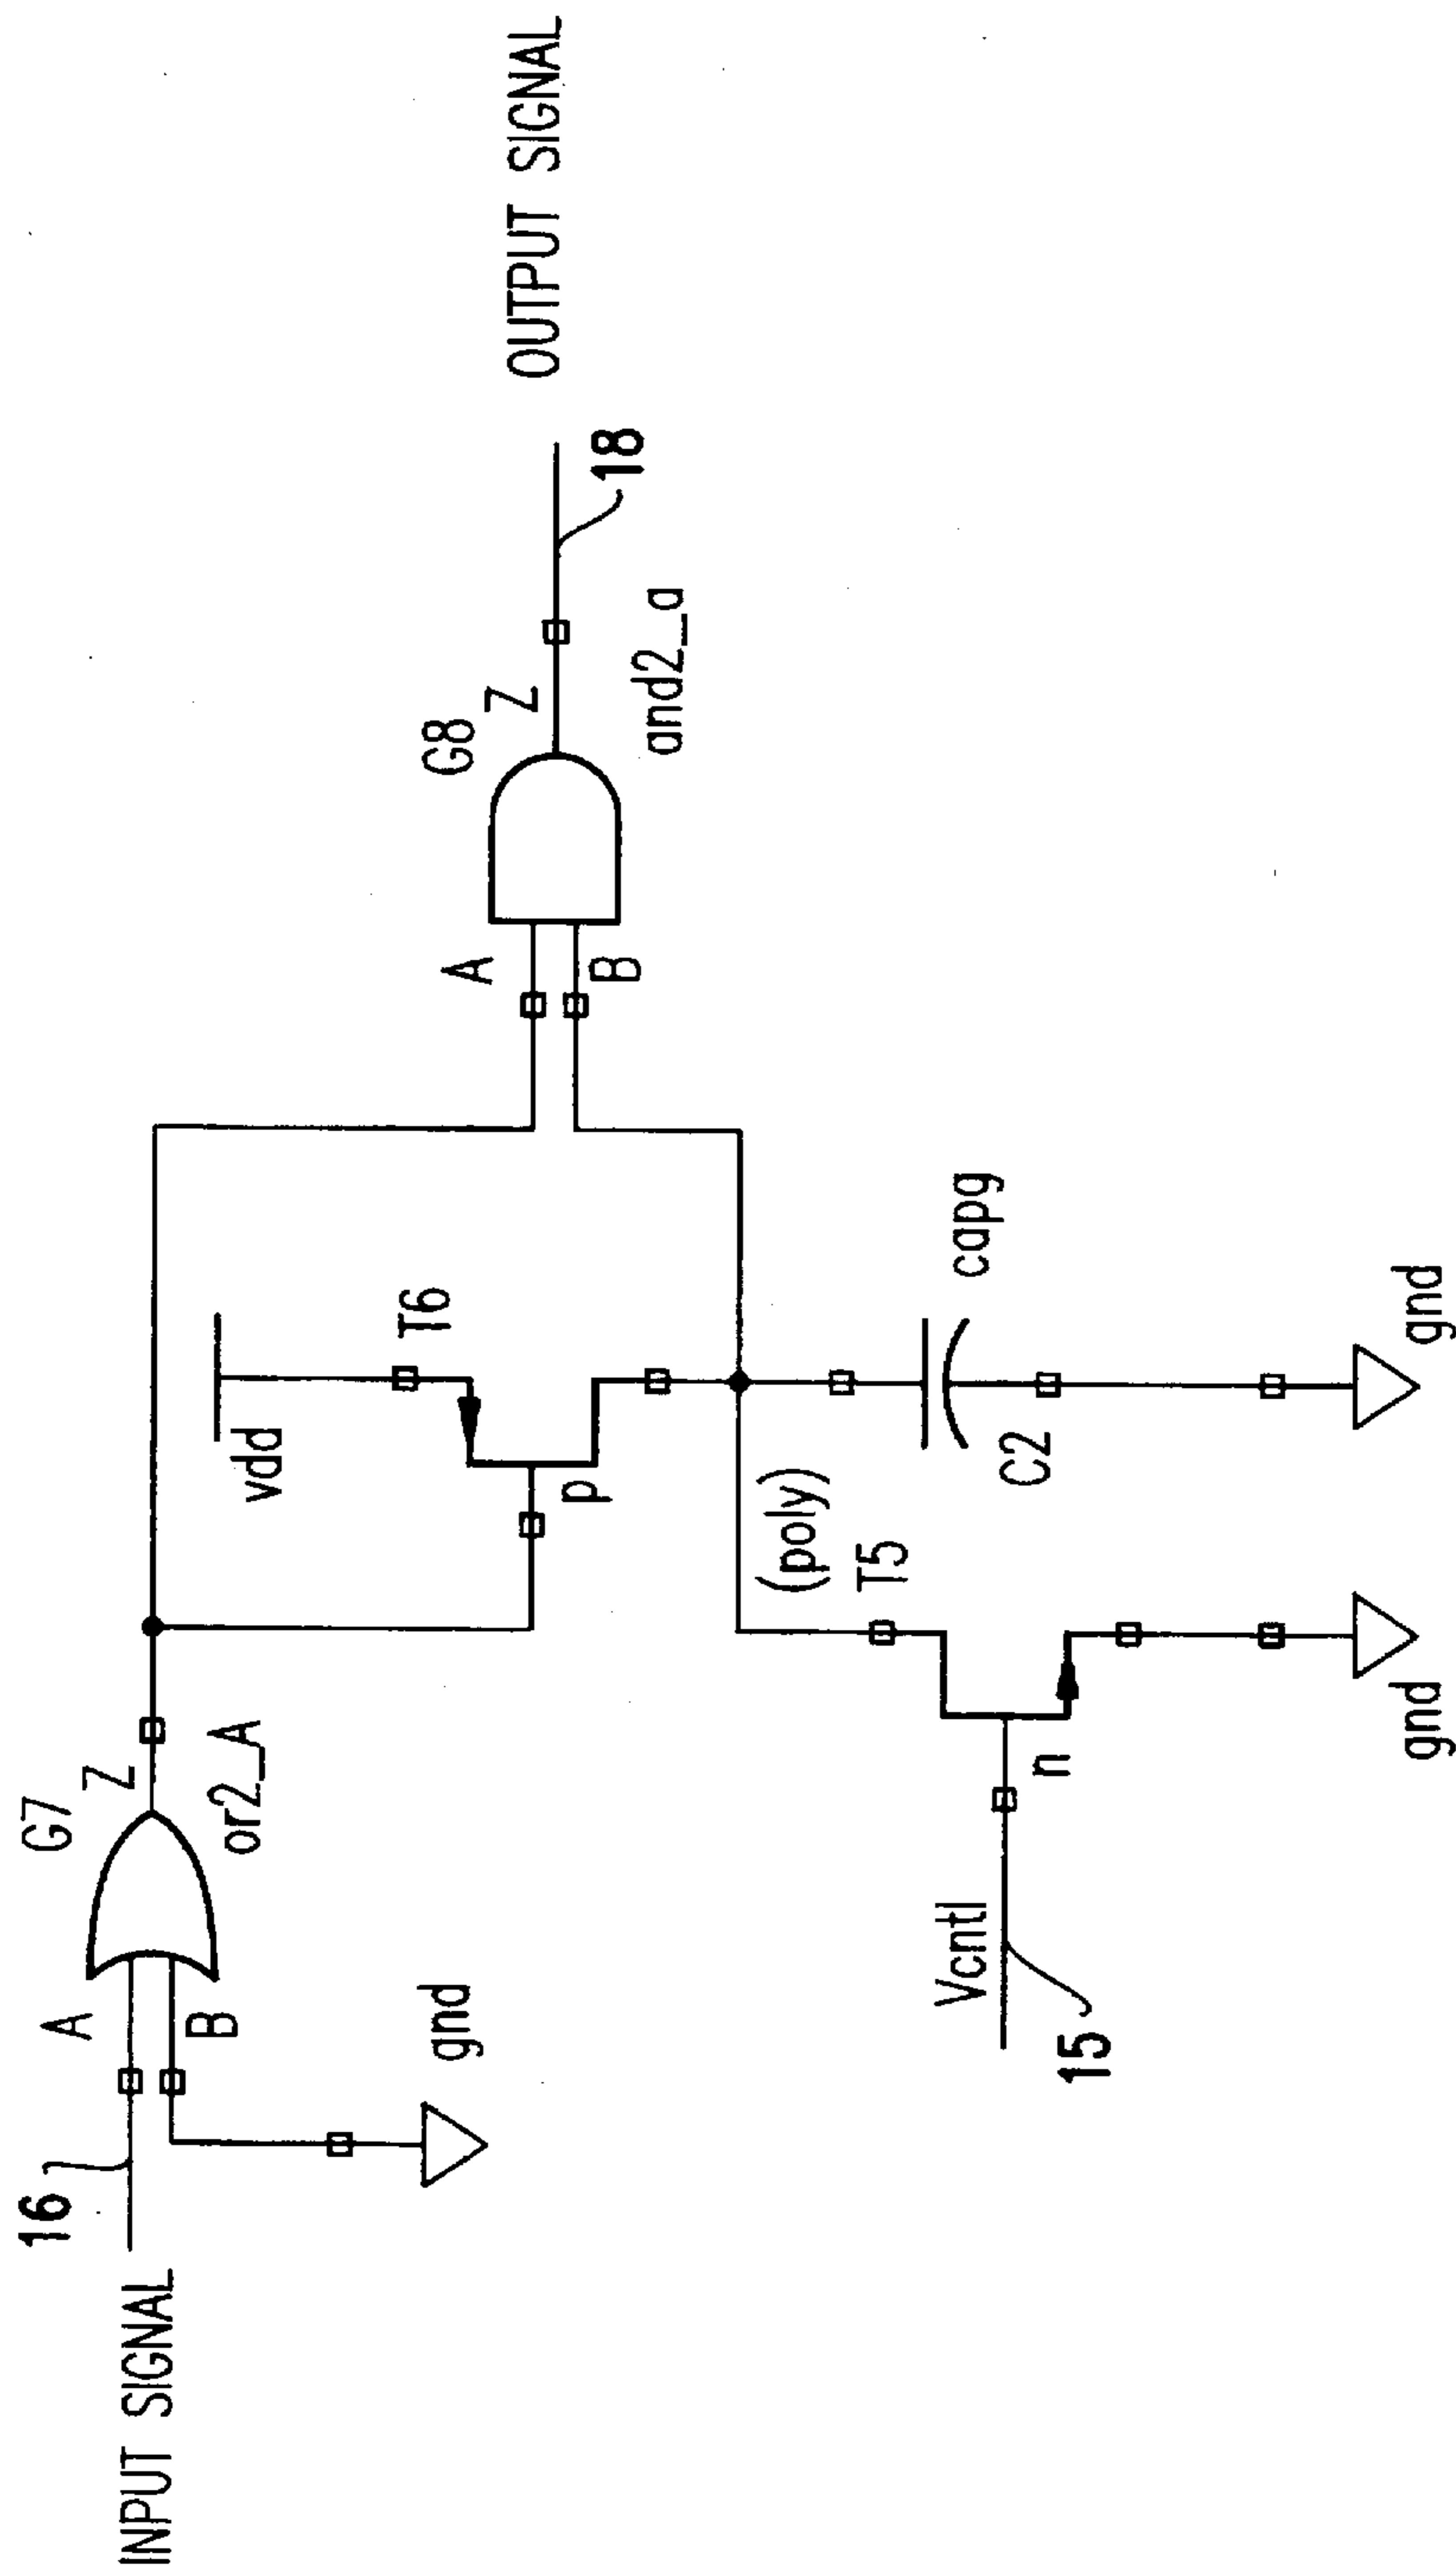 INPUT SIGNAL
16
A
B
G7
Z
or2_A
gnd
vdd
T6
p
A
B
G8
Z
and2_a
18
OUTPUT SIGNAL
(poly)
T5
n
Vcntl
15
gnd
C2
capg
gnd